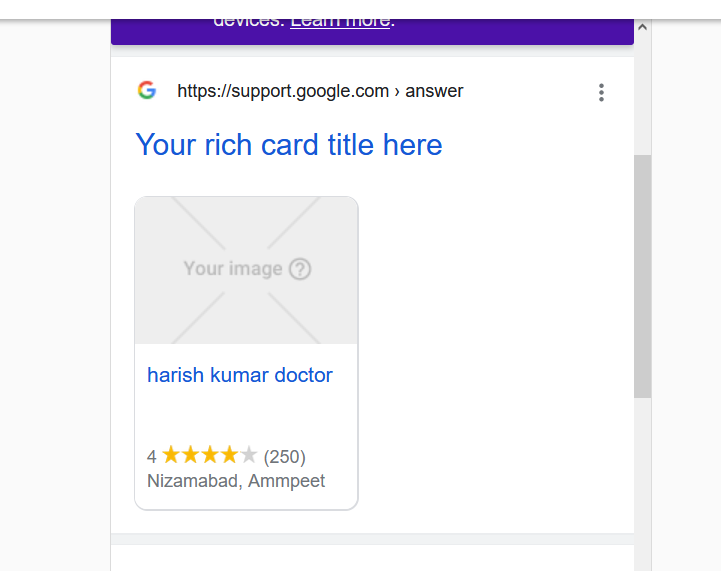 devices. Learn more.
https://support.google.com › answer
Your rich card title here
Your image
harish kumar doctor
4 ★★★★★ (250)
Nizamabad, Ammpeet